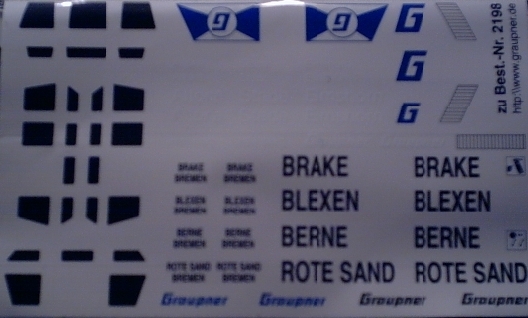 g g G
G
G
zu Best.-Nr. 2198
http://www.graupner.de
BRAKE BREMEN BRAKE BREMEN BRAKE BRAKE
BLEXEN BREMEN BLEXEN BREMEN BLEXEN BLEXEN
BERNE BREMEN BERNE BREMEN BERNE BERNE
ROTE SAND BREMEN ROTE SAND BREMEN ROTE SAND ROTE SAND
Graupner Graupner Graupner Graupner